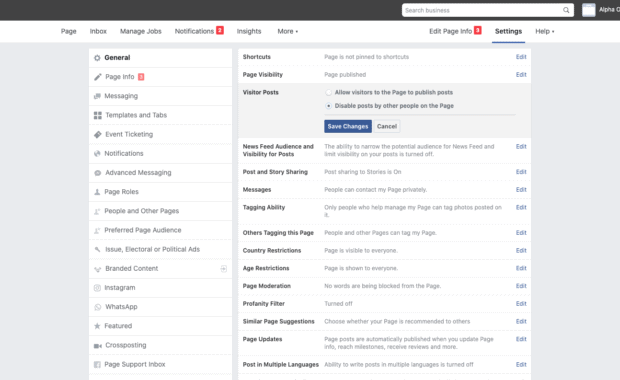 Search business
Alpha
Page
Inbox
Manage Jobs
Notifications 2
Insights
More
Edit Page Info 3
Settings
Help
General
Page Info 3
Messaging
Templates and Tabs
Event Ticketing
Notifications
Advanced Messaging
Page Roles
People and Other Pages
Preferred Page Audience
Issue, Electoral or Political Ads
Branded Content
Instagram
WhatsApp
Featured
Crossposting
Page Support Inbox
Shortcuts Page is not pinned to shortcuts Edit
Page Visibility Page published Edit
Visitor Posts Allow visitors to the Page to publish posts
Disable posts by other people on the Page
Save Changes Cancel
News Feed Audience and The ability to narrow the potential audience for News Feed and Edit
Visibility for Posts limit visibility on your posts is turned off.
Post and Story Sharing Post sharing to Stories is On Edit
Messages People can contact my Page privately. Edit
Tagging Ability Only people who help manage my Page can tag photos posted on Edit
it.
Others Tagging this Page People and other Pages can tag my Page. Edit
Country Restrictions Page is visible to everyone. Edit
Age Restrictions Page is shown to everyone. Edit
Page Moderation No words are being blocked from the Page. Edit
Profanity Filter Turned off Edit
Similar Page Suggestions Choose whether your Page is recommended to others Edit
Page Updates Page posts are automatically published when you update Page Edit
info, reach milestones, receive reviews and more.
Post in Multiple Languages Ability to write posts in multiple languages is turned off Edit